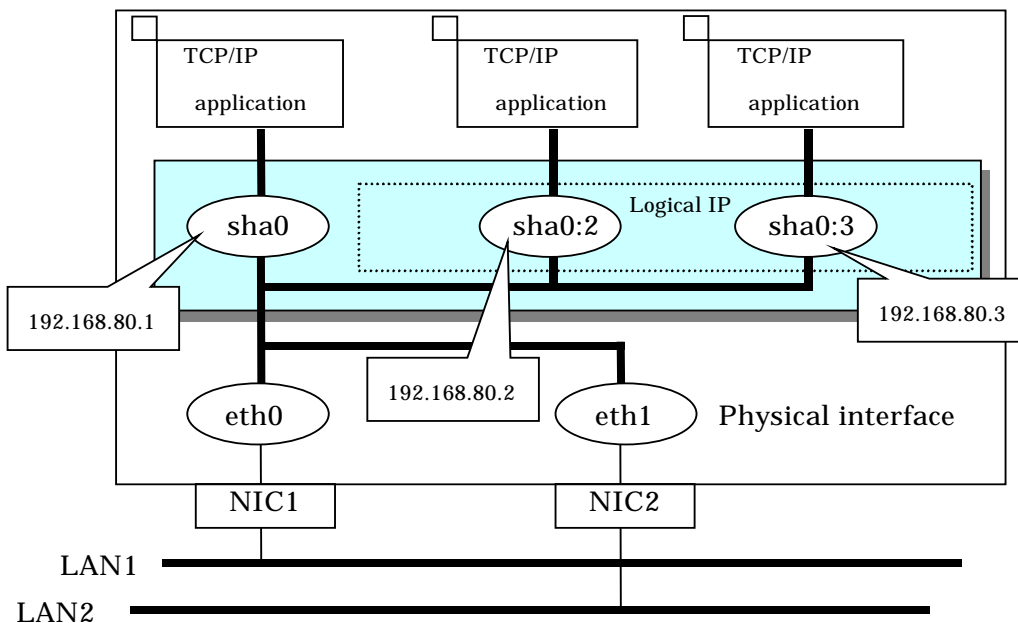 TCP/IP
application
TCP/IP
application
TCP/IP
application
Logical IP
sha0
sha0:2
sha0:3
192.168.80.1
192.168.80.3
192.168.80.2
eth0
eth1
Physical interface
NIC1
NIC2
LAN1
LAN2